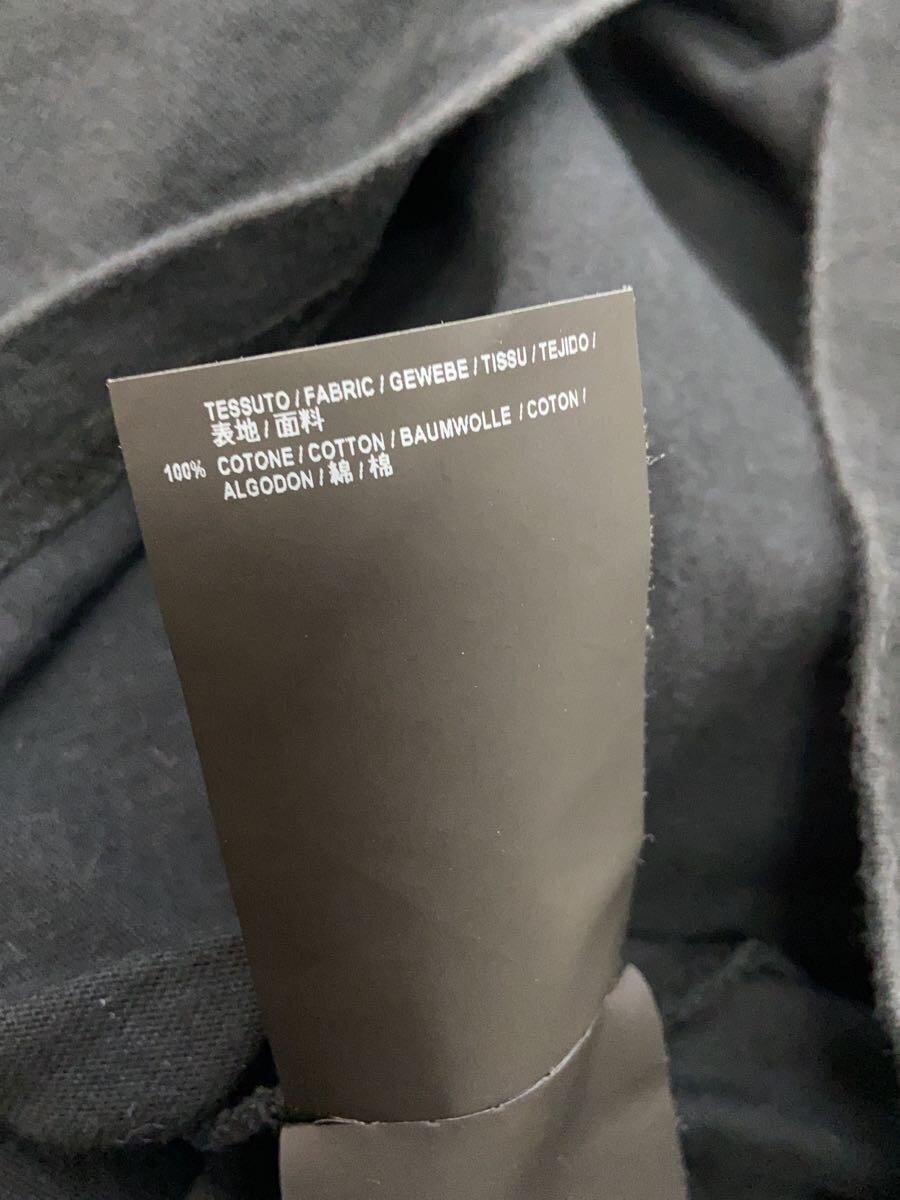 TESSUTO / FABRIC / GEWEBE / TISSU / TEJIDO /
表地 / 面料
100% COTONE / COTTON / BAUMWOLLE / COTON /
ALGODON / 綿 / 棉